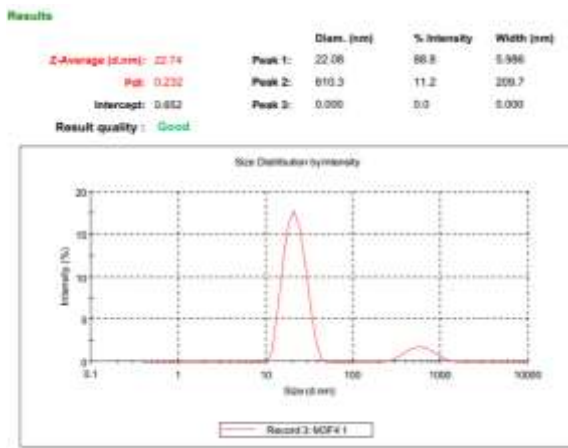 Results
Diam. (nm) % Intensity Width (nm)
Z-Average (d.nm): 22.74 Peak 1: 22.08 88.8 5.986
PdI: 0.232 Peak 2: 610.3 11.2 209.7
Intercept: 0.652 Peak 3: 0.000 0.0 0.000
Result quality : Good
Size Distribution by Intensity
20
15
10
5
0
Intensity (%)
0.1 1 10 100 1000 10000
Size (d.nm)
Record 3: M3F4 1